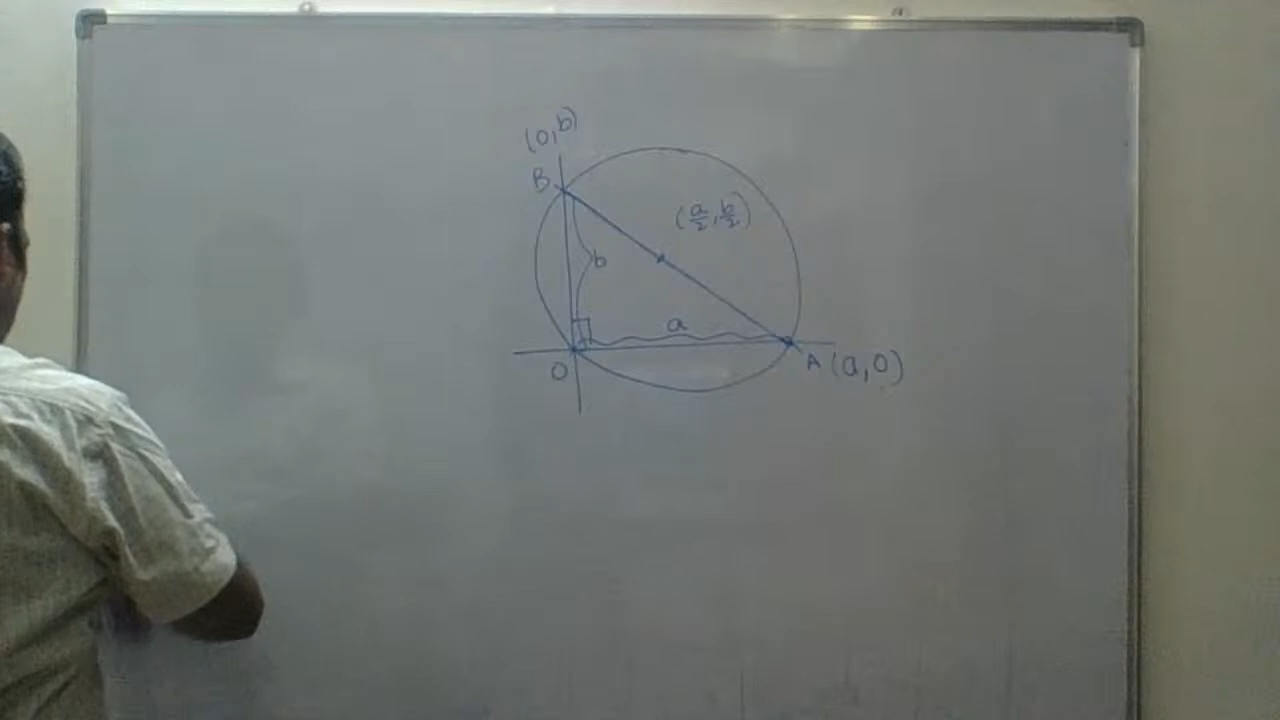 (0,b)
B
(a/2, b/2)
b
a
O
A (a,0)